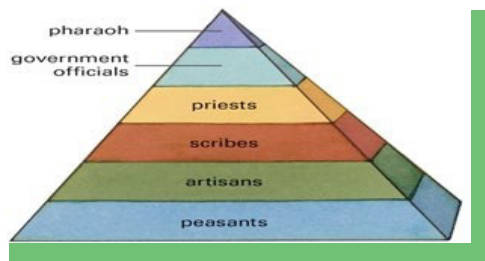 pharaoh
government
officials
priests
scribes
artisans
peasants